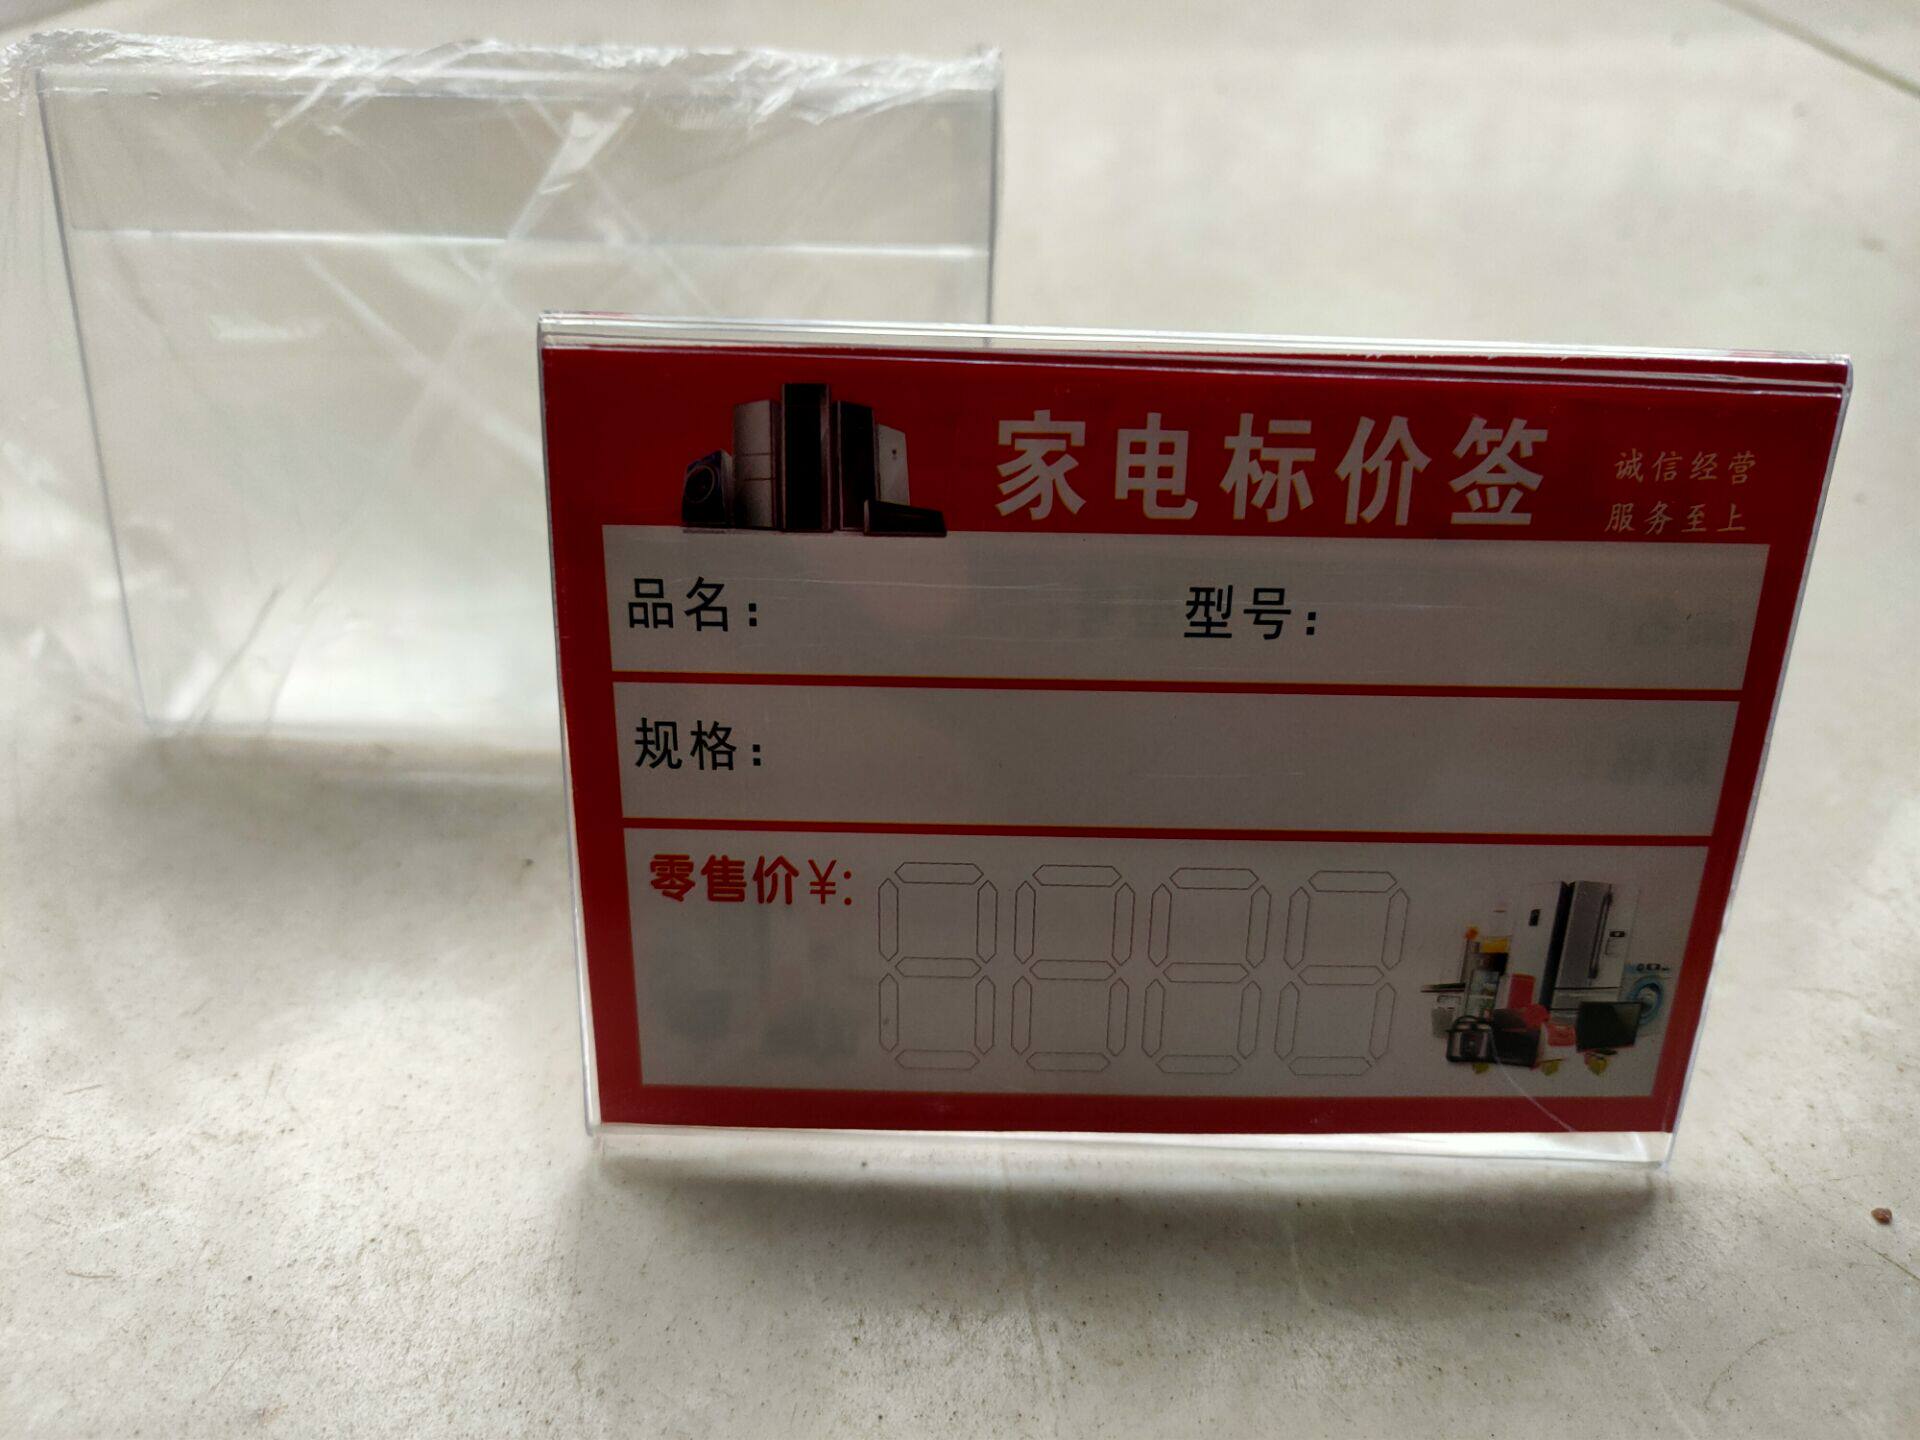 家电标价签
诚信经营
服务至上
品名：
型号：
规格：
零售价¥：